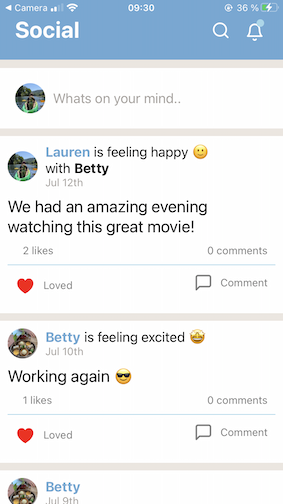 Camera 09:30 36 %
Social
Whats on your mind..
Lauren is feeling happy 🙂
with Betty
Jul 12th
We had an amazing evening
watching this great movie!
2 likes 0 comments
Loved Comment
Betty is feeling excited 🤩
Jul 10th
Working again 😎
1 likes 0 comments
Loved Comment
Betty
Jul 9th